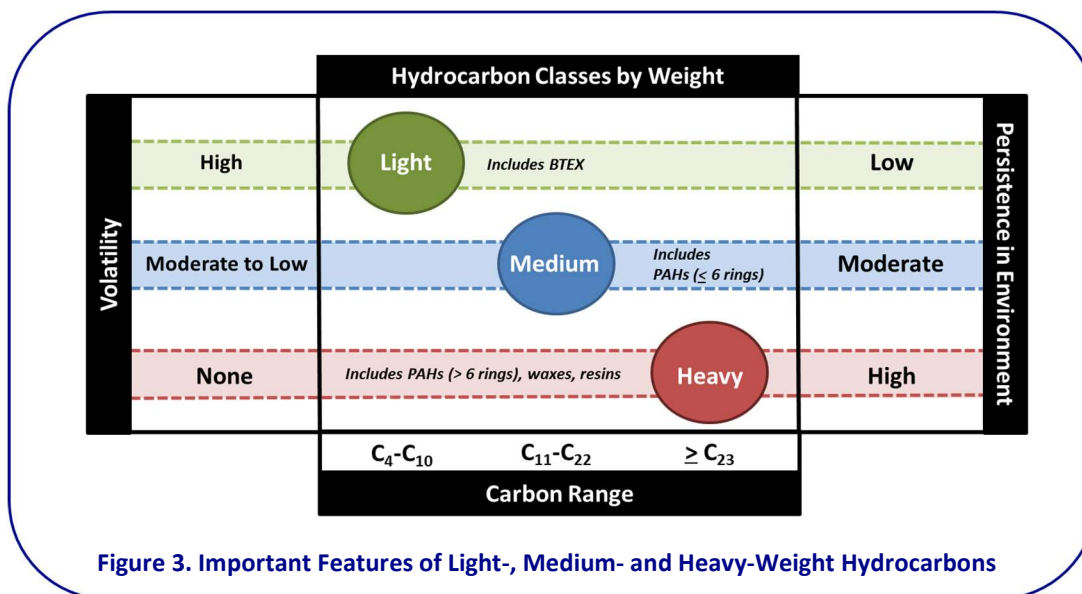 Hydrocarbon Classes by Weight
Volatility
High
Light
Includes BTEX
Low
Moderate to Low
Medium
Includes
PAHs (≤ 6 rings)
Moderate
None
Includes PAHs (> 6 rings), waxes, resins
Heavy
High
Persistence in Environment
C₄-C₁₀
C₁₁-C₂₂
≥ C₂₃
Carbon Range
Figure 3. Important Features of Light-, Medium- and Heavy-Weight Hydrocarbons